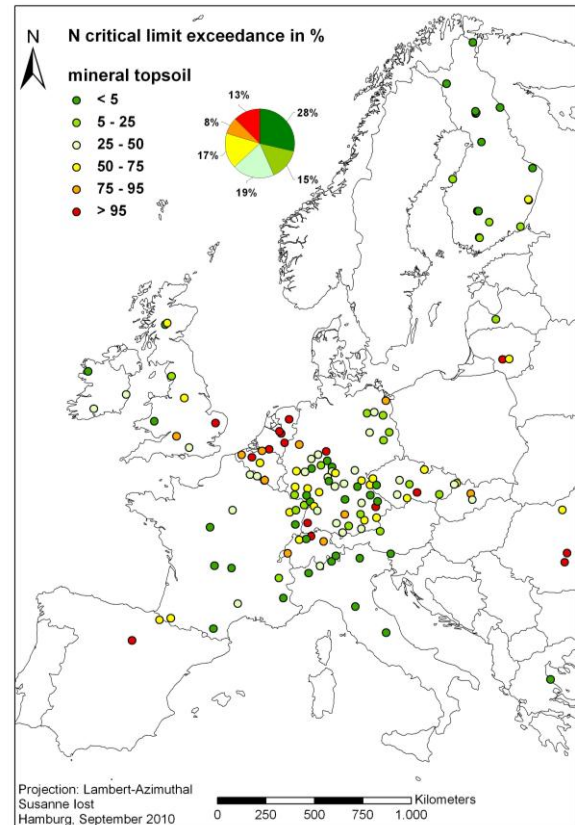 N critical limit exceedance in %
N
mineral topsoil
< 5
5 - 25
25 - 50
50 - 75
75 - 95
> 95
13%
28%
8%
17%
19%
15%
Projection: Lambert-Azimuthal
Susanne Iost
Hamburg, September 2010
Kilometers
0 250 500 750 1.000